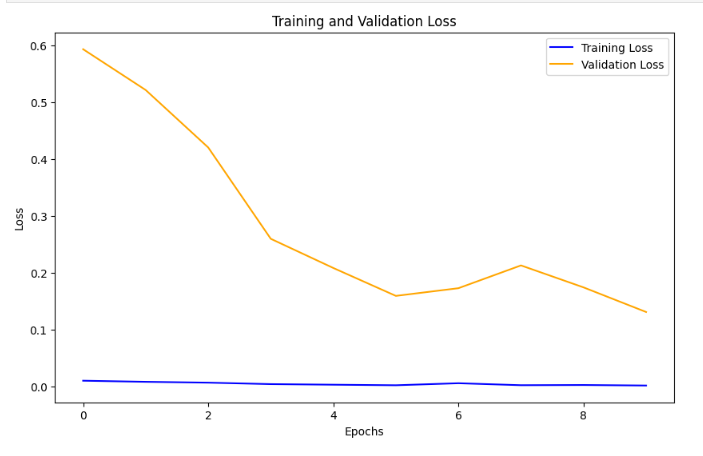 Training and Validation Loss
Training Loss
Validation Loss
0.6
0.5
0.4
0.3
0.2
0.1
0.0
Loss
0 2 4 6 8
Epochs